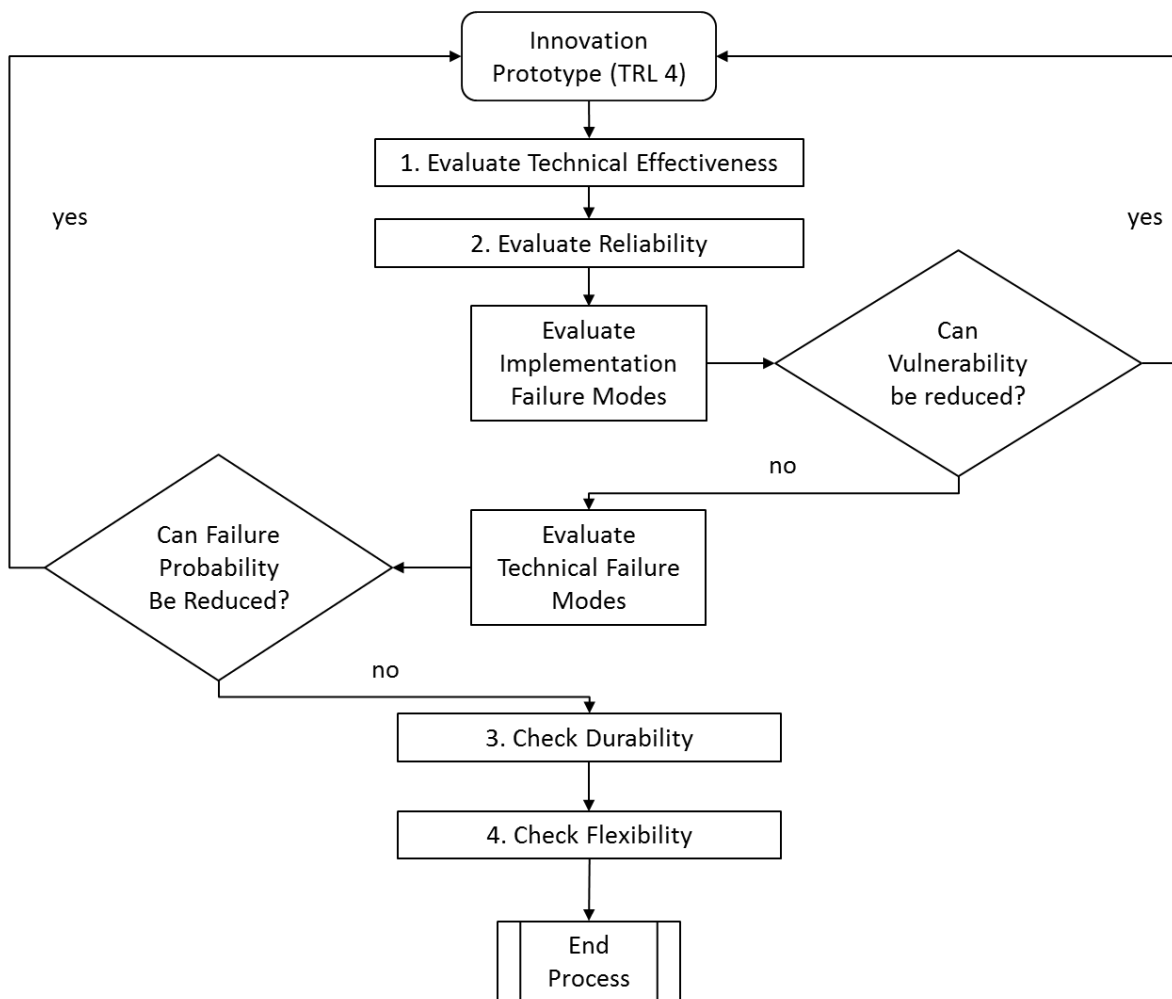 Innovation
Prototype (TRL 4)
1. Evaluate Technical Effectiveness
yes
yes
2. Evaluate Reliability
Evaluate
Implementation
Failure Modes
Can
Vulnerability
be reduced?
no
Can Failure
Probability
Be Reduced?
Evaluate
Technical Failure
Modes
no
3. Check Durability
4. Check Flexibility
End
Process